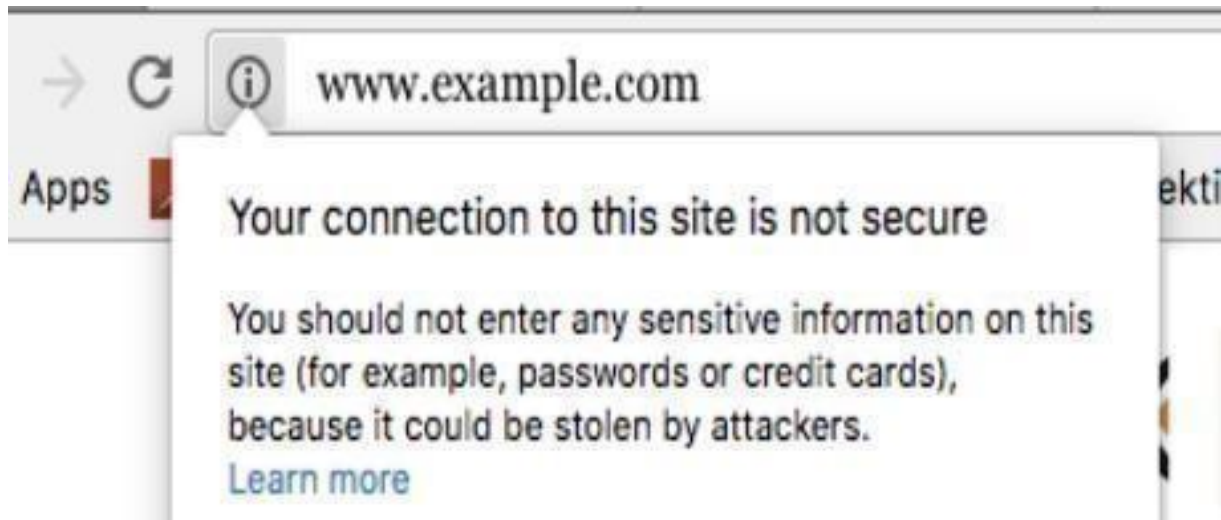 www.example.com
Apps
ekti
Your connection to this site is not secure
You should not enter any sensitive information on this
site (for example, passwords or credit cards),
because it could be stolen by attackers.
Learn more